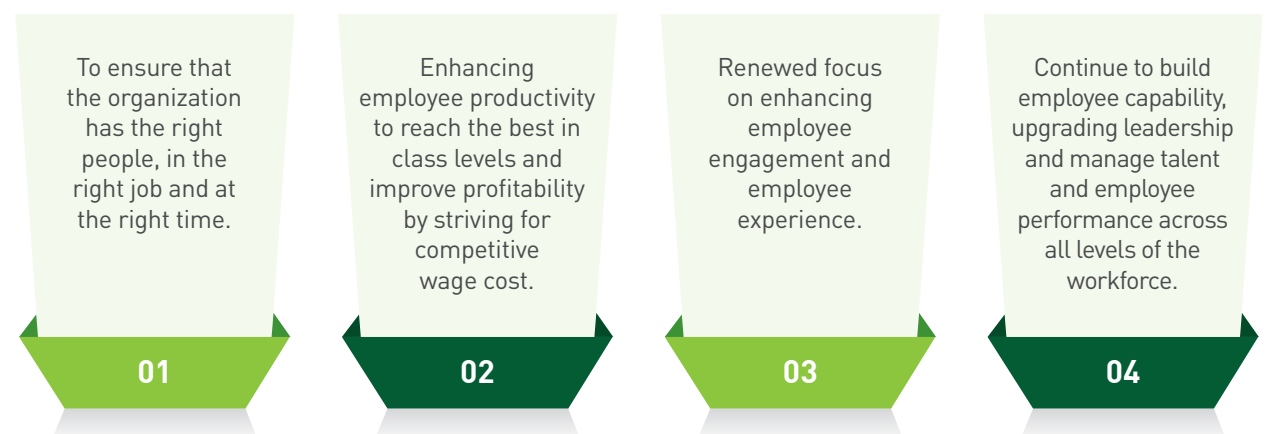 To ensure that
the organization
has the right
people, in the
right job and at
the right time.
01
Enhancing
employee productivity
to reach the best in
class levels and
improve profitability
by striving for
competitive
wage cost.
02
Renewed focus
on enhancing
employee
engagement and
employee
experience.
03
Continue to build
employee capability,
upgrading leadership
and manage talent
and employee
performance across
all levels of the
workforce.
04